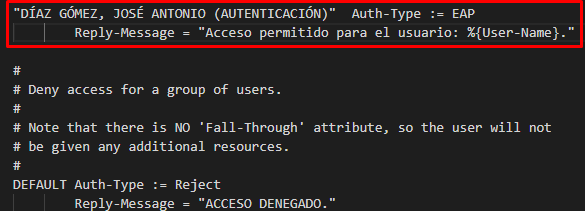 "DÍAZ GÓMEZ, JOSÉ ANTONIO (AUTENTICACIÓN)"  Auth-Type := EAP
        Reply-Message = "Acceso permitido para el usuario: %{User-Name}."

#
# Deny access for a group of users.
#
# Note that there is NO 'Fall-Through' attribute, so the user will not
# be given any additional resources.
#
DEFAULT Auth-Type := Reject
        Reply-Message = "ACCESO DENEGADO."